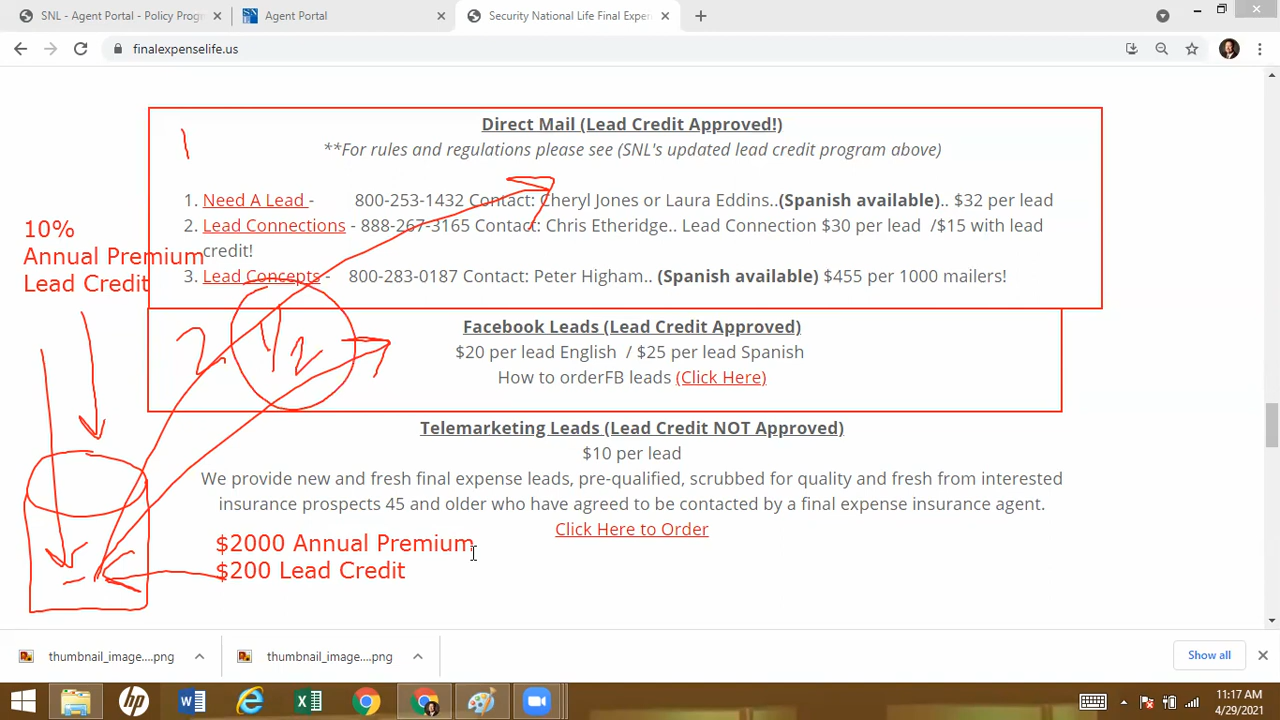 SNL - Agent Portal - Policy Progr
Agent Portal
Security National Life Final Expen
finalexpenselife.us
Direct Mail (Lead Credit Approved!)
**For rules and regulations please see (SNL's updated lead credit program above)
1
1. Need A Lead - 800-253-1432 Contact: Cheryl Jones or Laura Eddins..(Spanish available).. $32 per lead
2. Lead Connections - 888-267-3165 Contact: Chris Etheridge.. Lead Connection $30 per lead /$15 with lead
credit!
3. Lead Concepts - 800-283-0187 Contact: Peter Higham.. (Spanish available) $455 per 1000 mailers!
10%
Annual Premium
Lead Credit
Facebook Leads (Lead Credit Approved)
2 1/2
$20 per lead English / $25 per lead Spanish
How to orderFB leads (Click Here)
Telemarketing Leads (Lead Credit NOT Approved)
$10 per lead
We provide new and fresh final expense leads, pre-qualified, scrubbed for quality and fresh from interested
insurance prospects 45 and older who have agreed to be contacted by a final expense insurance agent.
Click Here to Order
$2000 Annual Premium
$200 Lead Credit
thumbnail_image....png
thumbnail_image....png
Show all
11:17 AM
4/29/2021